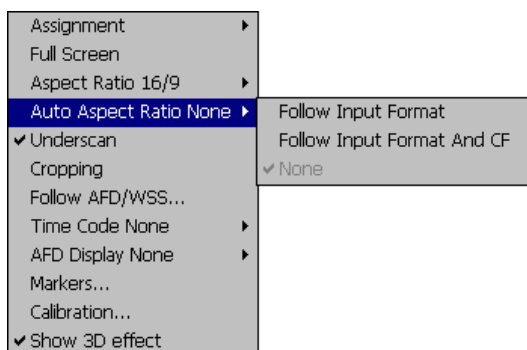 Assignment
Full Screen
Aspect Ratio 16/9
Auto Aspect Ratio None
Underscan
Cropping
Follow AFD/WSS...
Time Code None
AFD Display None
Markers...
Calibration...
Show 3D effect
Follow Input Format
Follow Input Format And CF
None